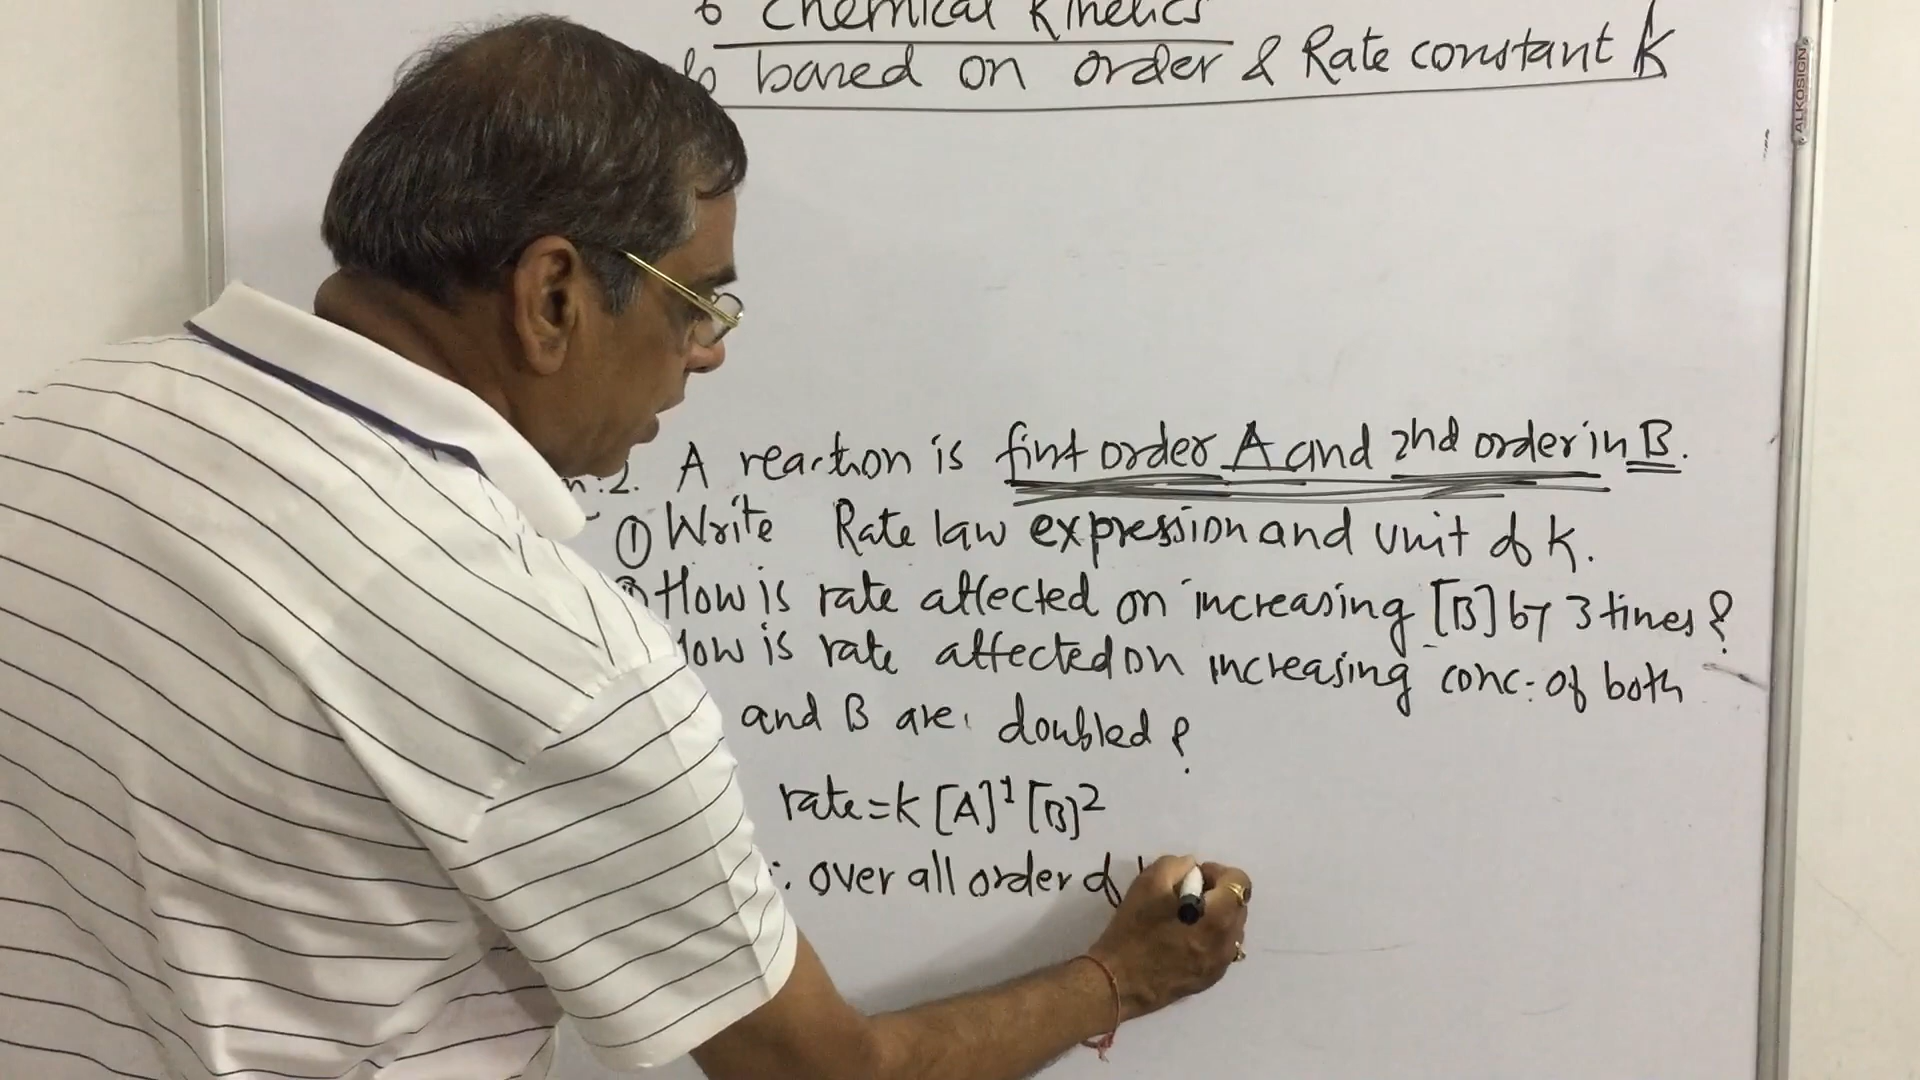 Chemical Kinetics
based on order & Rate constant K
ALKOSIGN
2. A reaction is first order A and 2nd order in B.
① Write Rate law expression and unit of K.
How is rate affected on increasing [B] by 3 times?
How is rate affected on increasing conc. of both
and B are doubled?
rate = K [A]¹ [B]²
∴ over all order of